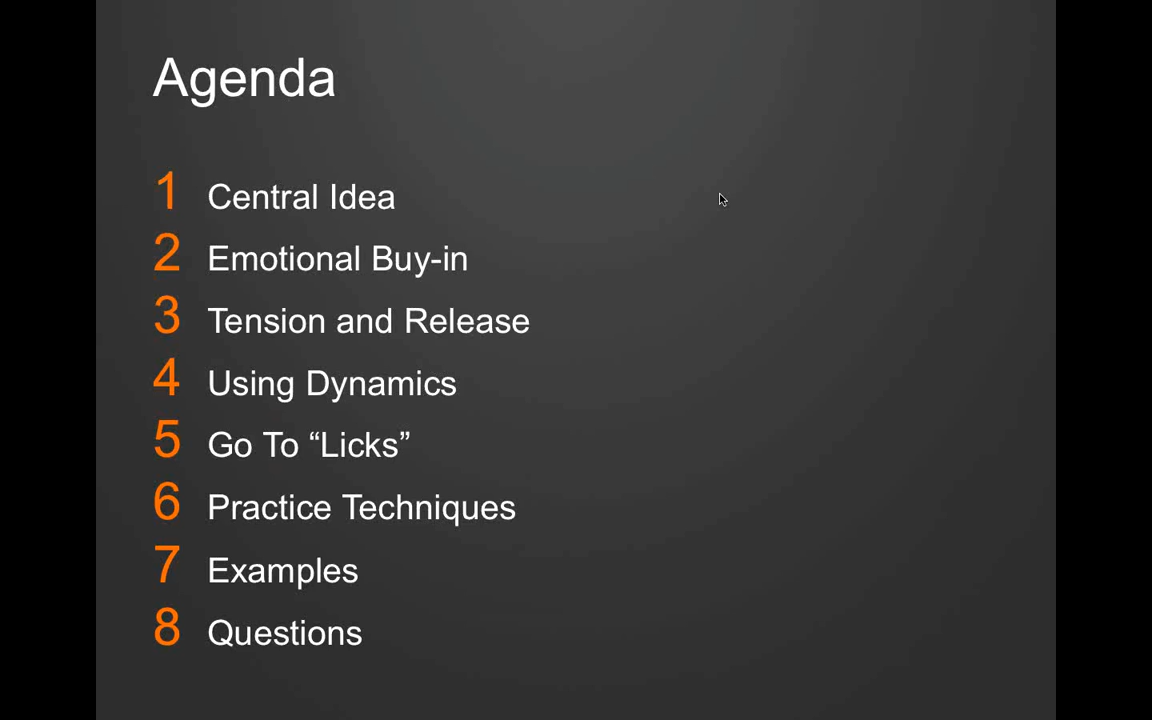 Agenda
1 Central Idea
2 Emotional Buy-in
3 Tension and Release
4 Using Dynamics
5 Go To “Licks”
6 Practice Techniques
7 Examples
8 Questions